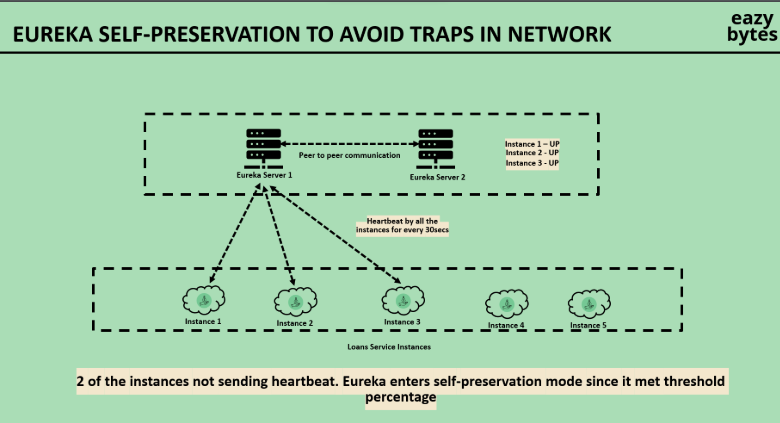 eazy
bytes
EUREKA SELF-PRESERVATION TO AVOID TRAPS IN NETWORK
Peer to peer communication
Eureka Server 1
Eureka Server 2
Instance 1 – UP
Instance 2 - UP
Instance 3 - UP
Heartbeat by all the
instances for every 30secs
Instance 1
Instance 2
Instance 3
Instance 4
Instance 5
Loans Service Instances
2 of the instances not sending heartbeat. Eureka enters self-preservation mode since it met threshold
percentage